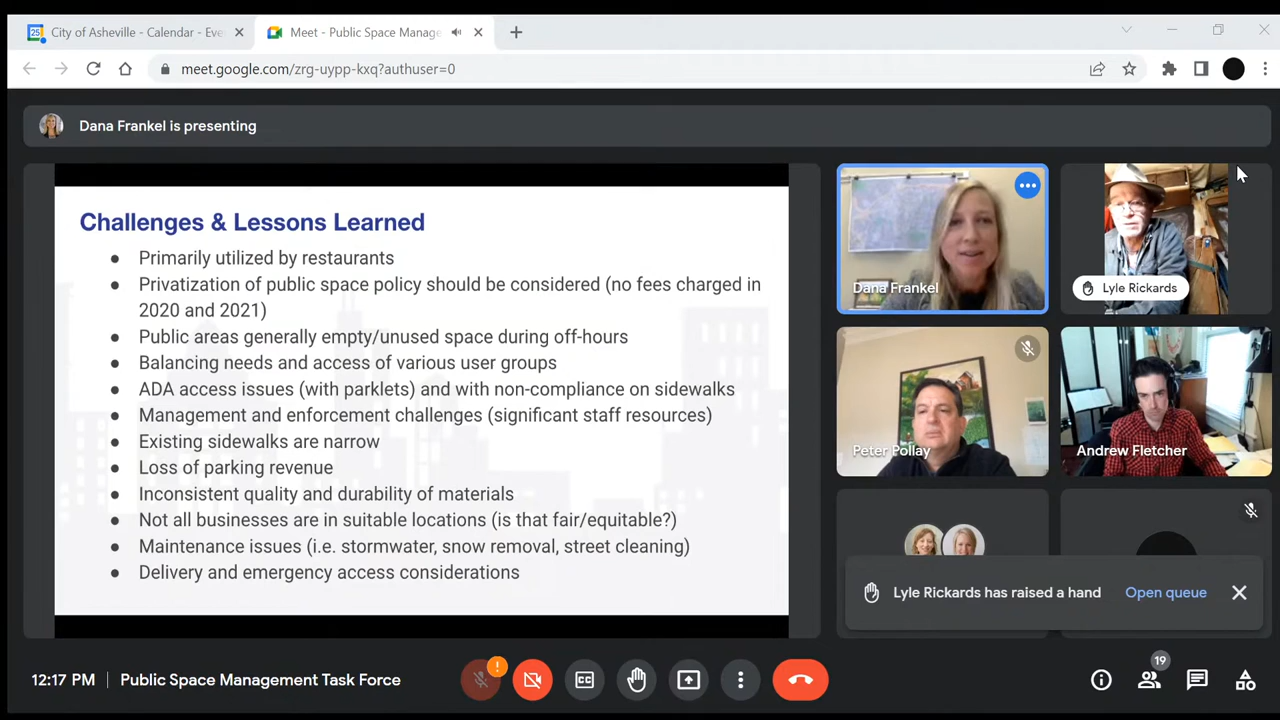 25
City of Asheville - Calendar - Eve
Meet - Public Space Manage
meet.google.com/zrg-uypp-kxq?authuser=0
Dana Frankel is presenting
Challenges & Lessons Learned
● Primarily utilized by restaurants
● Privatization of public space policy should be considered (no fees charged in
2020 and 2021)
● Public areas generally empty/unused space during off-hours
● Balancing needs and access of various user groups
● ADA access issues (with parklets) and with non-compliance on sidewalks
● Management and enforcement challenges (significant staff resources)
● Existing sidewalks are narrow
● Loss of parking revenue
● Inconsistent quality and durability of materials
● Not all businesses are in suitable locations (is that fair/equitable?)
● Maintenance issues (i.e. stormwater, snow removal, street cleaning)
● Delivery and emergency access considerations
Dana Frankel
Lyle Rickards
Peter Pollay
Andrew Fletcher
Lyle Rickards has raised a hand
Open queue
12:17 PM | Public Space Management Task Force
!
CC
19